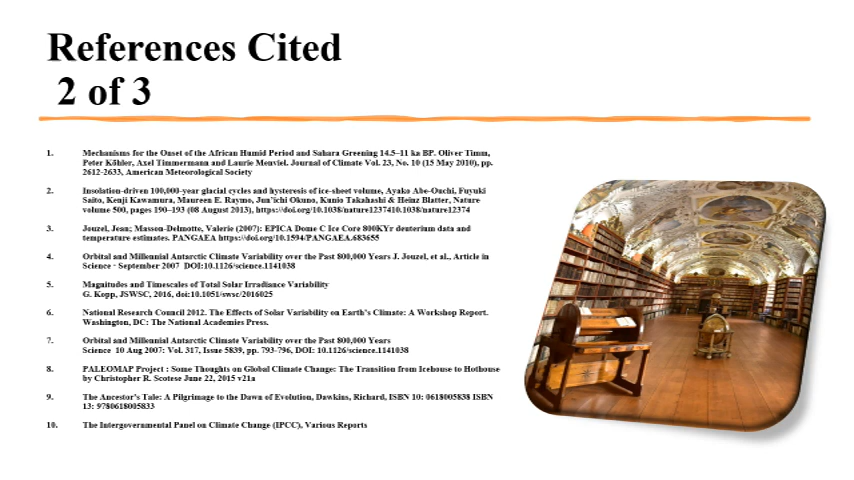 References Cited
2 of 3
1. Mechanisms for the Onset of the African Humid Period and Sahara Greening 14.5–11 ka BP. Oliver Timm,
Peter Köhler, Axel Timmermann and Laurie Menviel. Journal of Climate Vol. 23, No. 10 (15 May 2010), pp.
2612-2633, American Meteorological Society
2. Insolation-driven 100,000-year glacial cycles and hysteresis of ice-sheet volume, Ayako Abe-Ouchi, Fuyuki
Saito, Kenji Kawamura, Maureen E. Raymo, Jun'ichi Okuno, Kunio Takahashi & Heinz Blatter, Nature
volume 500, pages 190–193 (08 August 2013), https://doi.org/10.1038/nature1237410.1038/nature12374
3. Jouzel, Jean; Masson-Delmotte, Valerie (2007): EPICA Dome C Ice Core 800KYr deuterium data and
temperature estimates. PANGAEA https://doi.org/10.1594/PANGAEA.683655
4. Orbital and Millennial Antarctic Climate Variability over the Past 800,000 Years J. Jouzel, et al., Article in
Science · September 2007 DOI:10.1126/science.1141038
5. Magnitudes and Timescales of Total Solar Irradiance Variability
G. Kopp, JSWSC, 2016, doi:10.1051/swsc/2016025
6. National Research Council 2012. The Effects of Solar Variability on Earth's Climate: A Workshop Report.
Washington, DC: The National Academies Press.
7. Orbital and Millennial Antarctic Climate Variability over the Past 800,000 Years
Science 10 Aug 2007: Vol. 317, Issue 5839, pp. 793-796, DOI: 10.1126/science.1141038
8. PALEOMAP Project : Some Thoughts on Global Climate Change: The Transition from Icehouse to Hothouse
by Christopher R. Scotese June 22, 2015 v21a
9. The Ancestor's Tale: A Pilgrimage to the Dawn of Evolution, Dawkins, Richard, ISBN 10: 0618005838 ISBN
13: 9780618005833
10. The Intergovernmental Panel on Climate Change (IPCC), Various Reports